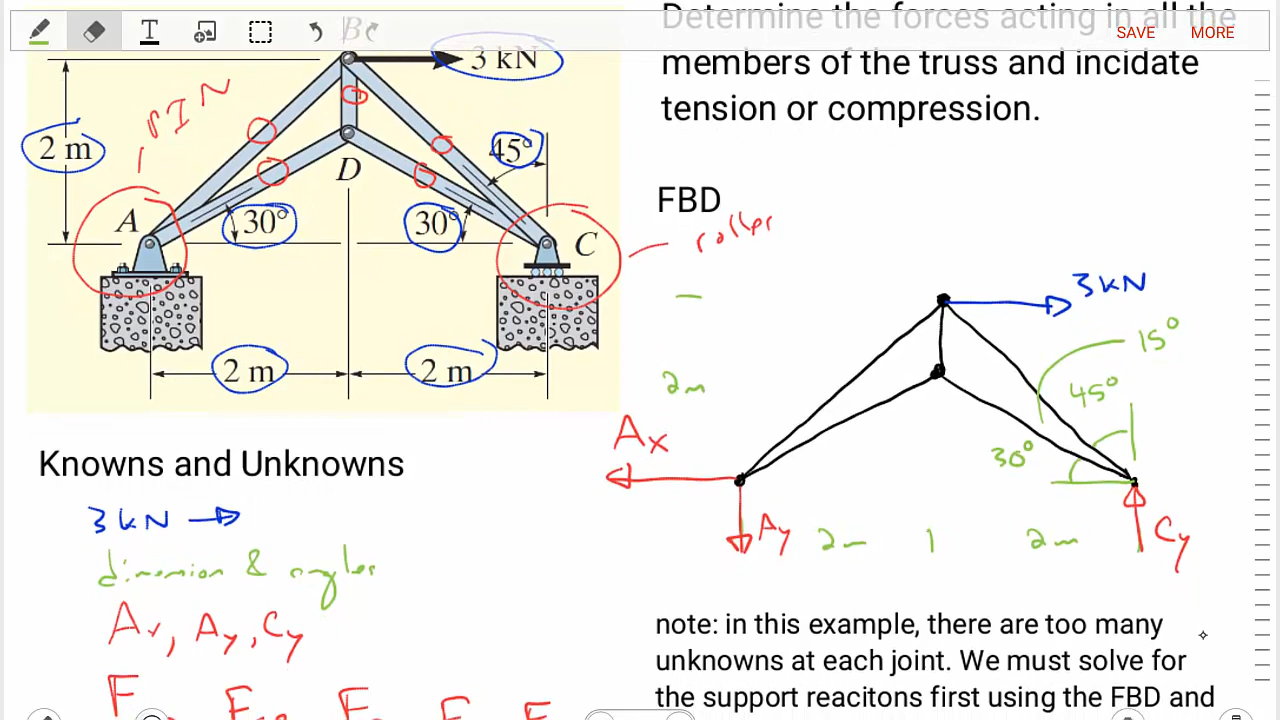 Determine the forces acting in all the
SAVE
MORE
members of the truss and incidate
tension or compression.
B
3 kN
PIN
2 m
45°
D
A
30°
30°
C
roller
2 m
2 m
FBD
3kN
15°
45°
2m
30°
Ax
Ay
2m
2m
Cy
Knowns and Unknowns
3 kN →
dimension & angles
Ax, Ay, Cy
F F F F F
note: in this example, there are too many
unknowns at each joint. We must solve for
the support reacitons first using the FBD and